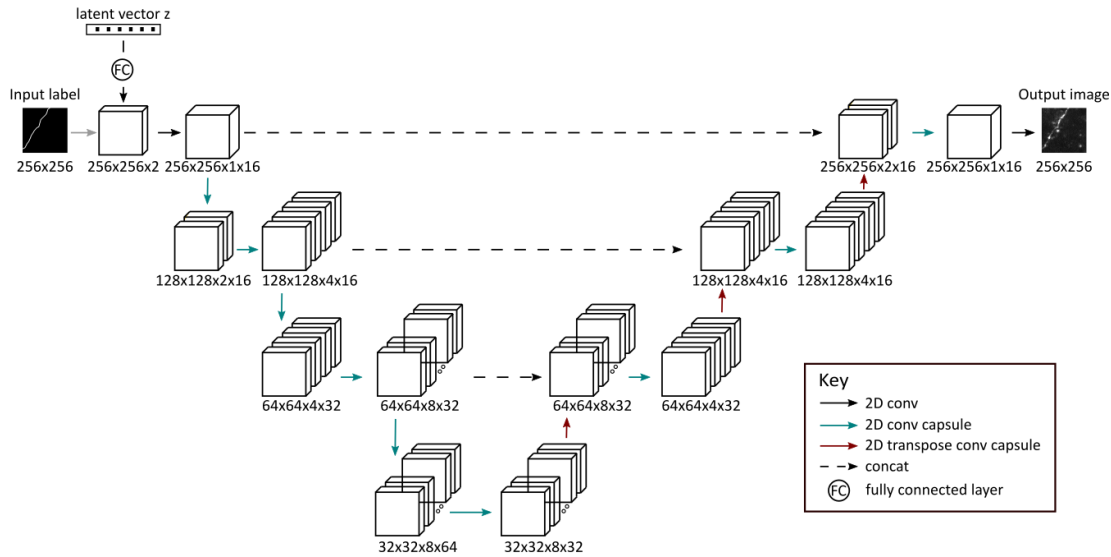 latent vector z
FC
Input label
Output image
256x256
256x256x2
256x256x1x16
256x256x2x16
256x256x1x16
256x256
128x128x2x16
128x128x4x16
128x128x4x16
128x128x4x16
64x64x4x32
64x64x8x32
64x64x8x32
64x64x4x32
32x32x8x64
32x32x8x32
Key
2D conv
2D conv capsule
2D transpose conv capsule
concat
FC fully connected layer